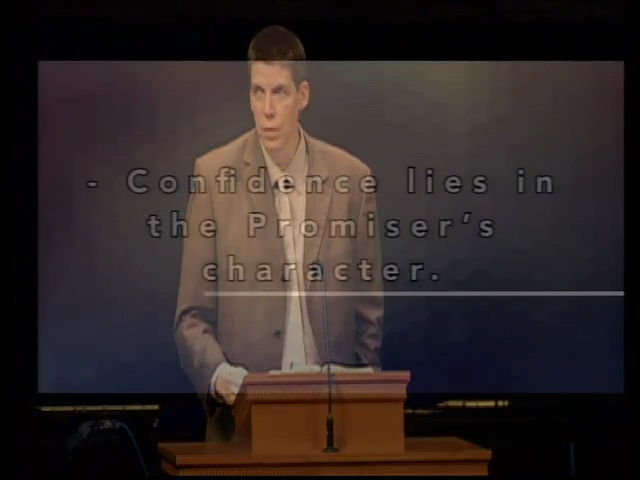 - Confidence lies in
the Promiser's
character.